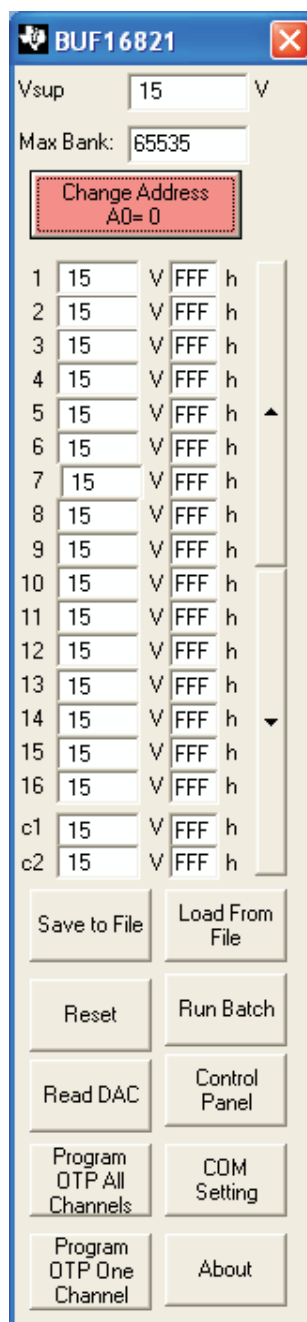 BUF16821
Vsup 15 V
Max Bank: 65535
Change Address
A0= 0
1 15 V FFF h
2 15 V FFF h
3 15 V FFF h
4 15 V FFF h
5 15 V FFF h
6 15 V FFF h
7 15 V FFF h
8 15 V FFF h
9 15 V FFF h
10 15 V FFF h
11 15 V FFF h
12 15 V FFF h
13 15 V FFF h
14 15 V FFF h
15 15 V FFF h
16 15 V FFF h
c1 15 V FFF h
c2 15 V FFF h
Save to File
Load From
File
Reset
Run Batch
Read DAC
Control
Panel
Program
OTP All
Channels
COM
Setting
Program
OTP One
Channel
About